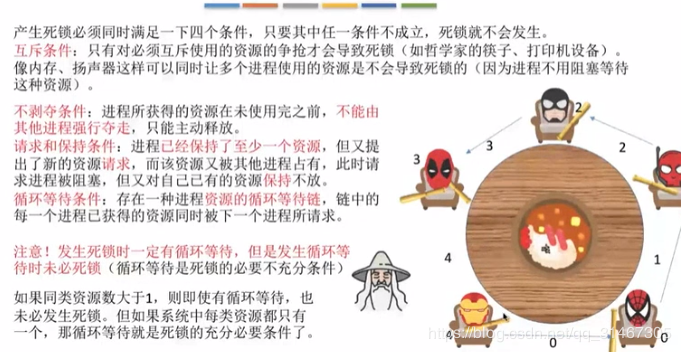 产生死锁必须同时满足一下四个条件，只要其中任一条件不成立，死锁就不会发生。
互斥条件：只有对必须互斥使用的资源的争抢才会导致死锁（如哲学家的筷子、打印机设备）。
像内存、扬声器这样可以同时让多个进程使用的资源是不会导致死锁的（因为进程不用阻塞等待
这种资源）。
不剥夺条件：进程所获得的资源在未使用完之前，不能由
其他进程强行夺走，只能主动释放。
请求和保持条件：进程已经保持了至少一个资源，但又提
出了新的资源请求，而该资源又被其他进程占有，此时请
求进程被阻塞，但又对自己已有的资源保持不放。
循环等待条件：存在一种进程资源的循环等待链，链中的
每一个进程已获得的资源同时被下一个进程所请求。
注意！发生死锁时一定有循环等待，但是发生循环等
待时未必死锁（循环等待是死锁的必要不充分条件）
如果同类资源数大于1，则即使有循环等待，也
未必发生死锁。但如果系统中每类资源都只有
一个，那循环等待就是死锁的充分必要条件了。
2
3
2
3
4
1
0
0